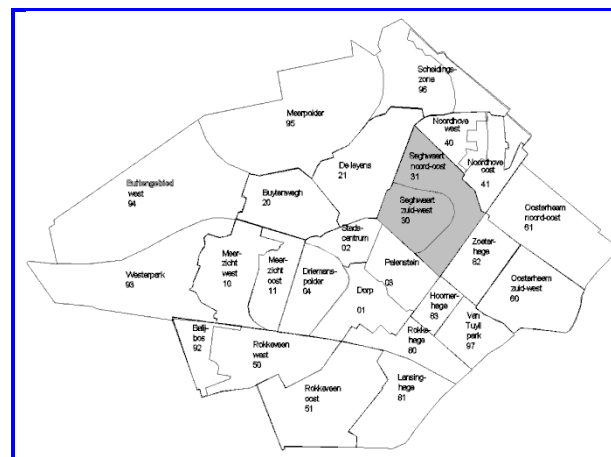 Scheidings-
zone
96
Meerpolder
95
Noordhove
west
40
Noordhove
oost
41
De leyens
21
Seghwaert
noord-oost
31
Buitengebied
west
94
Buytenwegh
20
Seghwaert
zuid-west
30
Oosterheem
noord-oost
61
Stads-
centrum
02
Zoeter-
hage
62
Meer-
zicht
west
10
Meer-
zicht
oost
11
Driemans-
polder
04
Palenstein
03
Westerpark
93
Oosterheem
zuid-west
60
Dorp
01
Hoorner-
hage
63
Van
Tuyll
park
97
Balij-
bos
92
Rokkeveen
west
50
Rokke-
hage
80
Rokkeveen
oost
51
Lansing-
hage
81